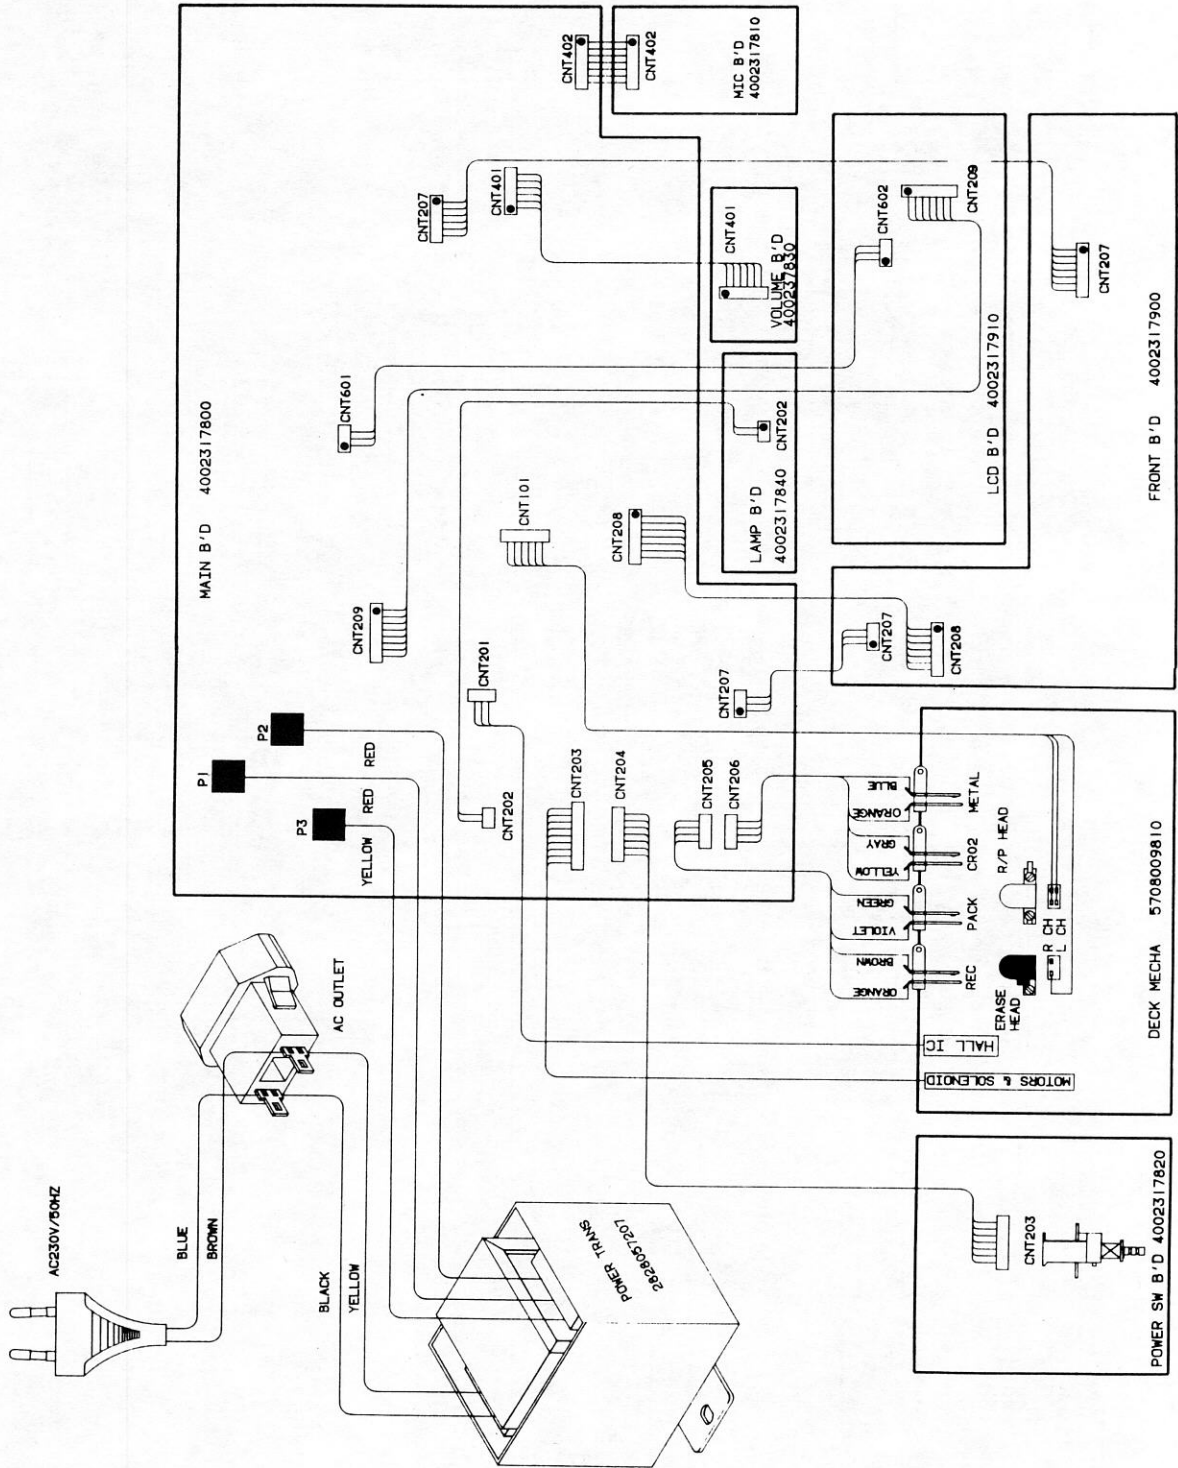 AC230V/50HZ
BLUE
BROWN
AC OUTLET
BLACK
YELLOW
POWER TRANS
2828057207
P1
P2
P3
RED
RED
YELLOW
MAIN B'D 4002317800
CNT209
CNT601
CNT207
CNT401
CNT402
CNT402
MIC B'D
4002317810
CNT201
CNT202
CNT101
CNT203
CNT204
CNT208
CNT205
CNT206
CNT207
CNT401
VOLUME B'D
400237830
CNT202
LAMP B'D
4002317840
CNT602
CNT209
LCD B'D 4002317910
CNT207
CNT208
CNT207
FRONT B'D 4002317900
ORANGE
BROWN
VIOLET
GREEN
YELLOW
GRAY
ORANGE
BLUE
REC
PACK
CR02
METAL
ERASE
HEAD
R/P HEAD
R CH
L CH
HALL IC
MOTORS & SOLENOID
DECK MECHA 5708009810
CNT203
POWER SW B'D 4002317820